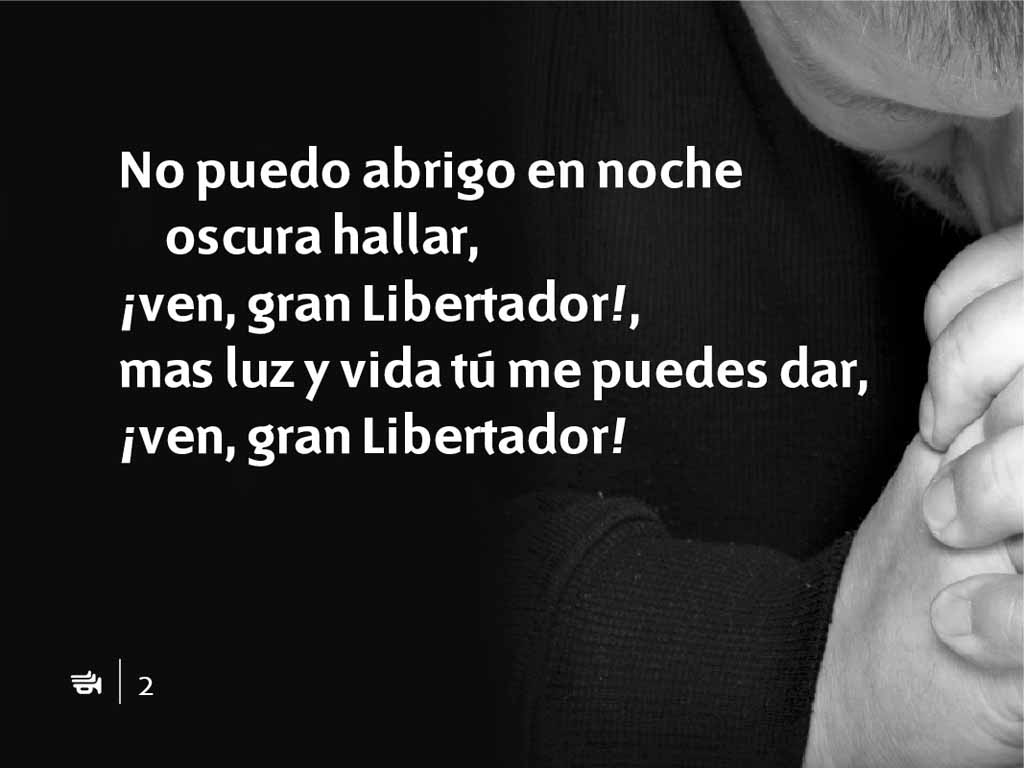 No puedo abrigo en noche
oscura hallar,
¡ven, gran Libertador!,
mas luz y vida tú me puedes dar,
¡ven, gran Libertador!
2